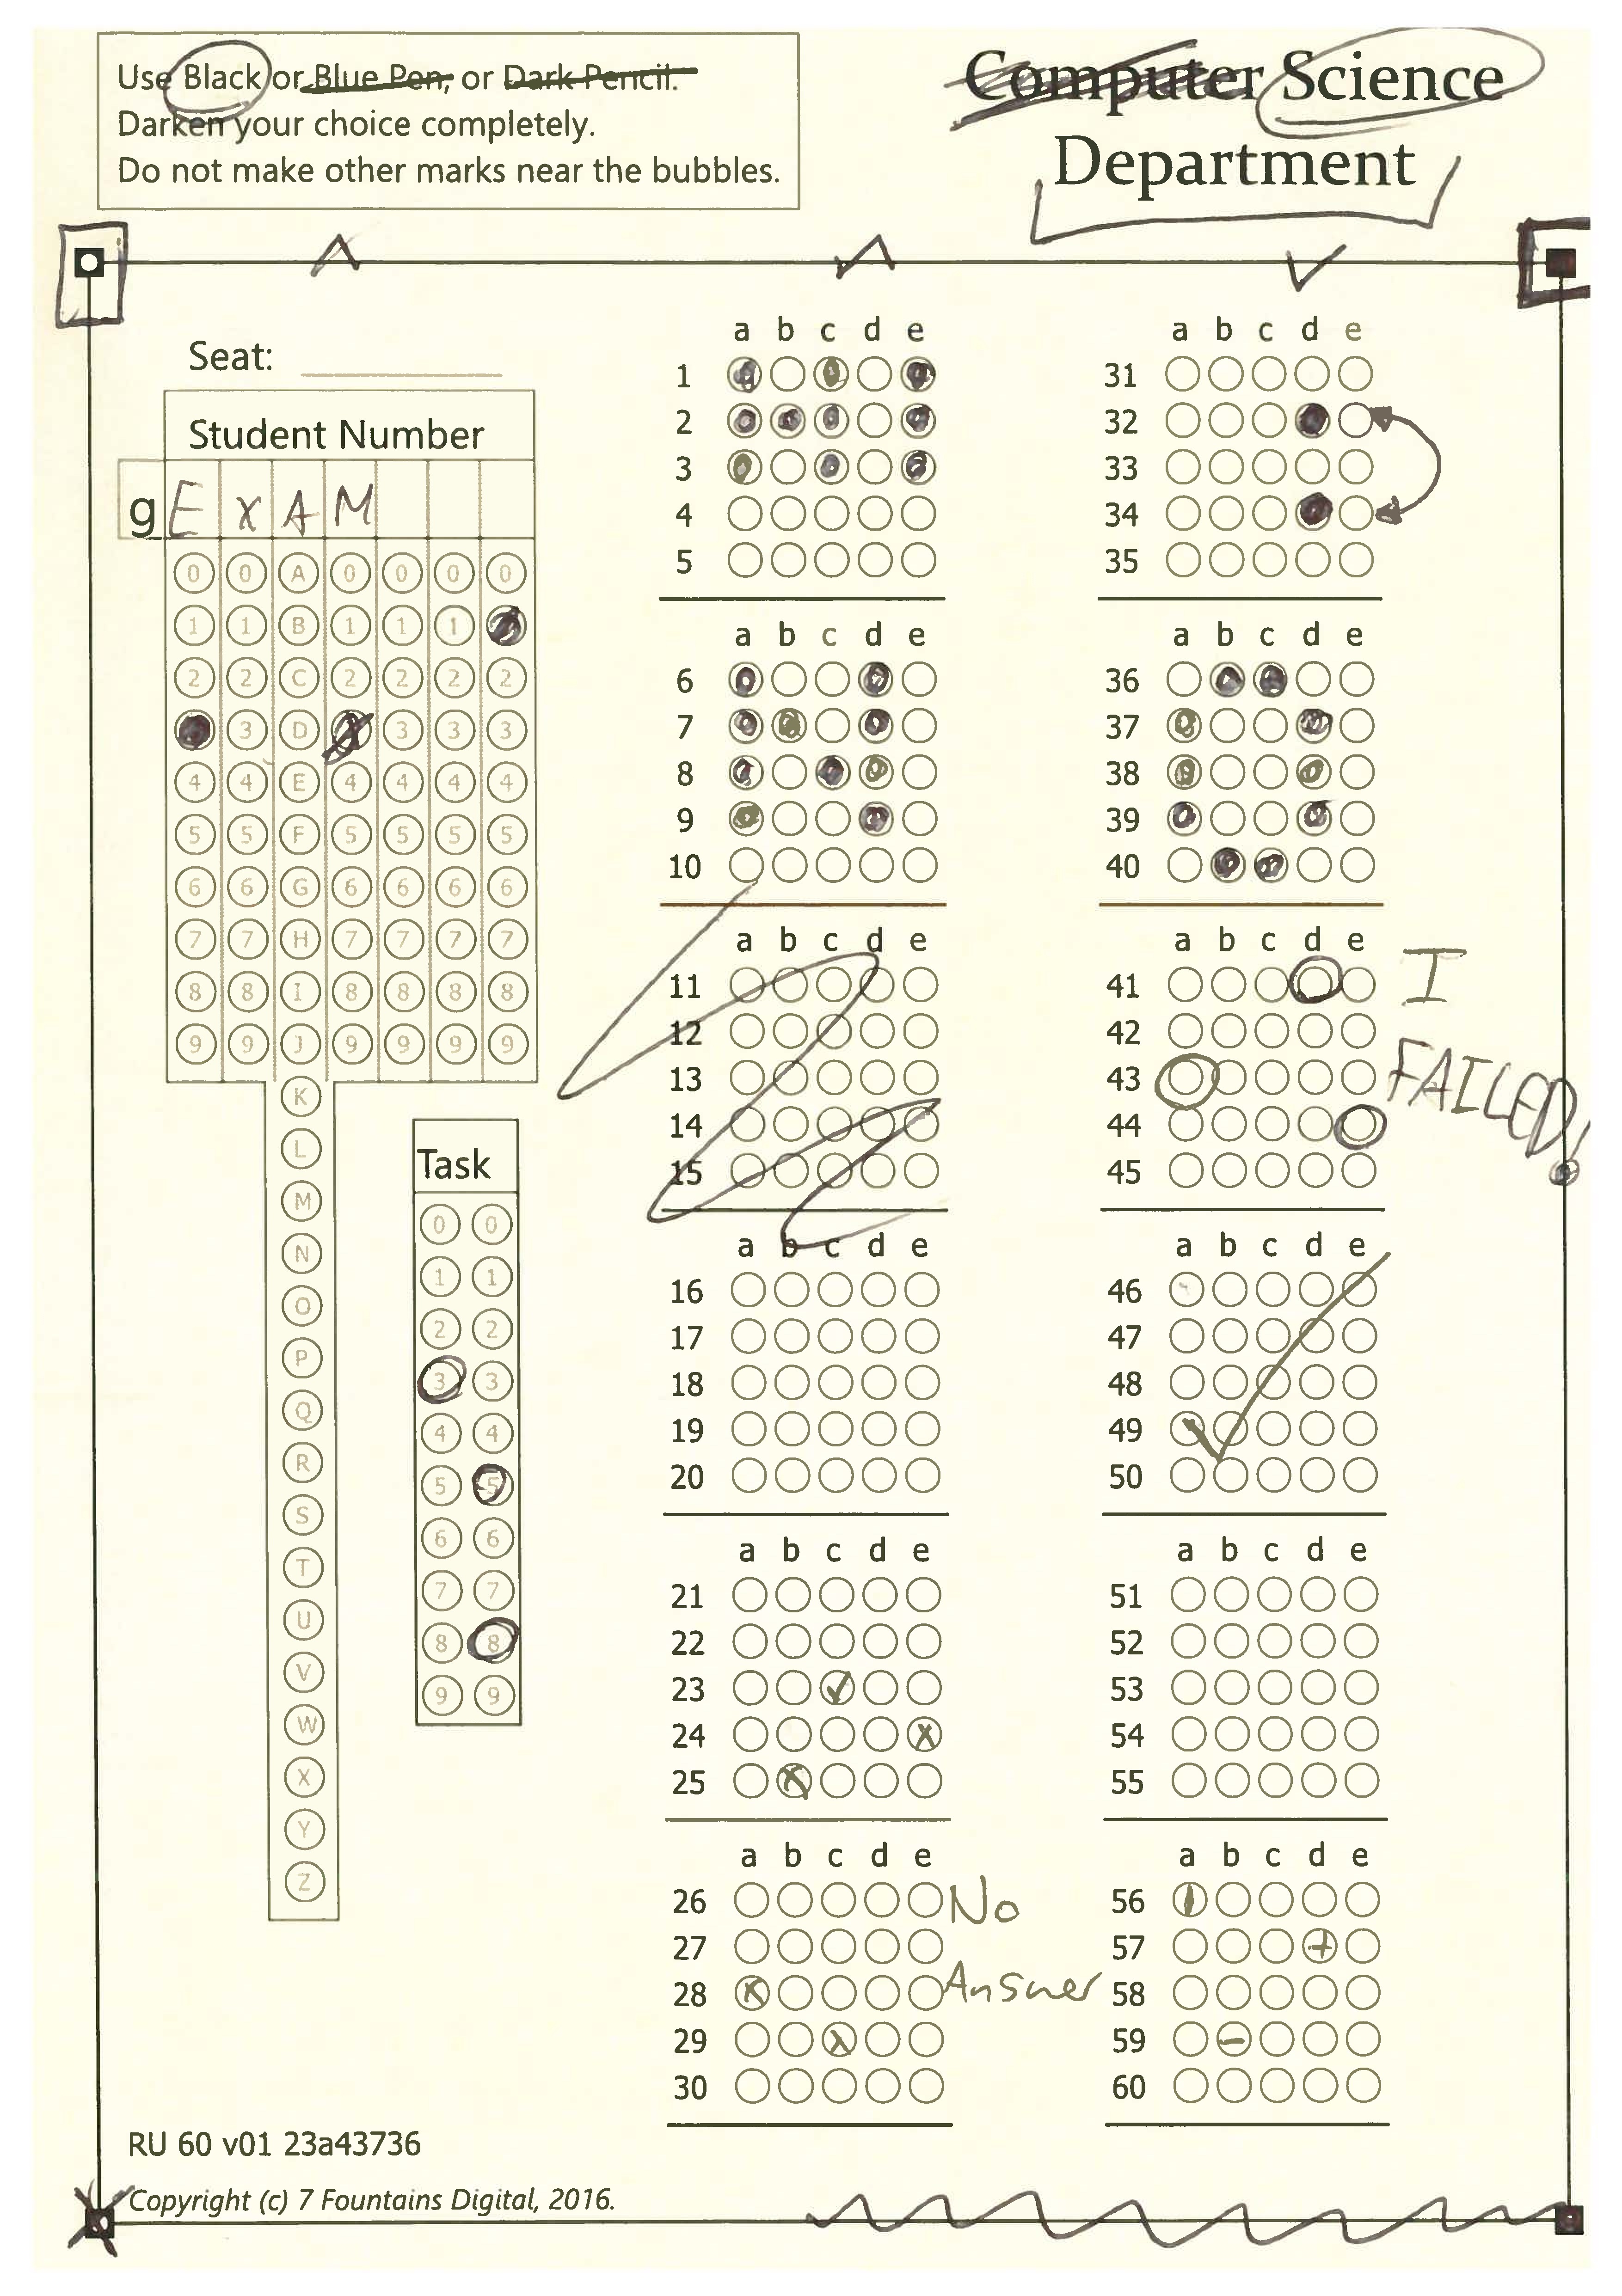 Use Black or Blue Pen, or Dark Pencil.
Darken your choice completely.
Do not make other marks near the bubbles.
Computer Science
Department
Seat:
Student Number
g E X A M
0 0 A 0 0 0 0
1 1 B 1 1 1
2 2 C 2 2 2 2
3 D 3 3 3
4 4 E 4 4 4 4
5 5 F 5 5 5 5
6 6 G 6 6 6 6
7 7 H 7 7 7 7
8 8 I 8 8 8 8
9 9 J 9 9 9 9
K
L
M
N
O
P
Q
R
S
T
U
V
W
X
Y
Z
Task
0 0
1 1
2 2
3 3
4 4
5 5
6 6
7 7
8 8
9 9
a b c d e
1
2
3
4
5
a b c d e
6
7
8
9
10
a b c d e
11
12
13
14
15
a b c d e
16
17
18
19
20
a b c d e
21
22
23
24
25
a b c d e
26 No
27
28 Answer
29
30
a b c d e
31
32
33
34
35
a b c d e
36
37
38
39
40
a b c d e
41 I
42
43 FAILED!
44
45
a b c d e
46
47
48
49
50
a b c d e
51
52
53
54
55
a b c d e
56
57
58
59
60
RU 60 v01 23a43736
Copyright (c) 7 Fountains Digital, 2016.